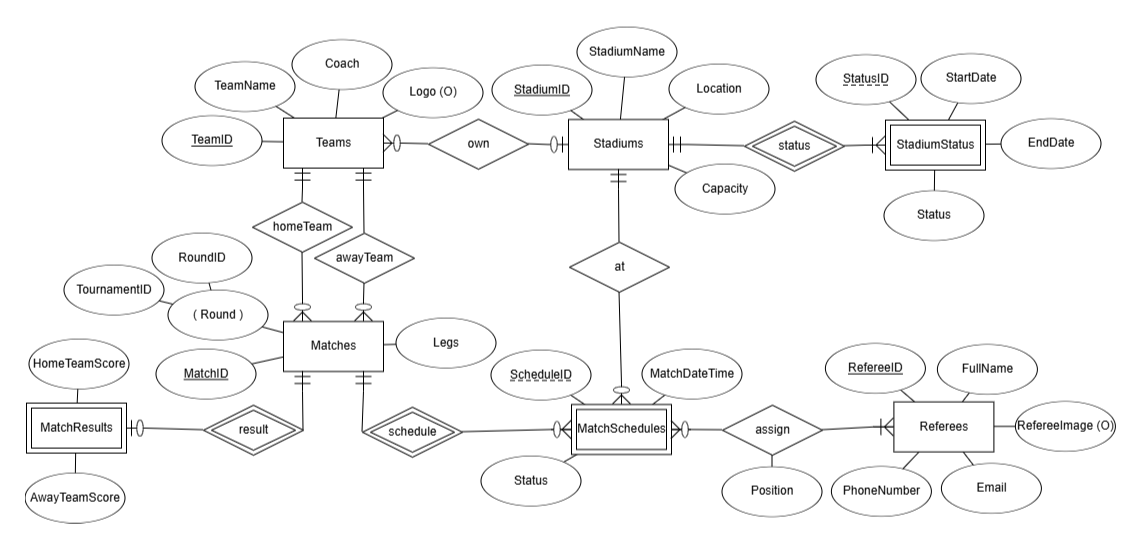 StadiumName
Coach
TeamName
Logo (O)
StadiumID
Location
StatusID
StartDate
TeamID
Teams
own
Stadiums
status
StadiumStatus
EndDate
Capacity
Status
homeTeam
awayTeam
at
RoundID
TournamentID
( Round )
Matches
Legs
MatchID
HomeTeamScore
ScheduleID
MatchDateTime
RefereeID
FullName
MatchResults
result
schedule
MatchSchedules
assign
Referees
RefereeImage (O)
Status
Position
PhoneNumber
Email
AwayTeamScore